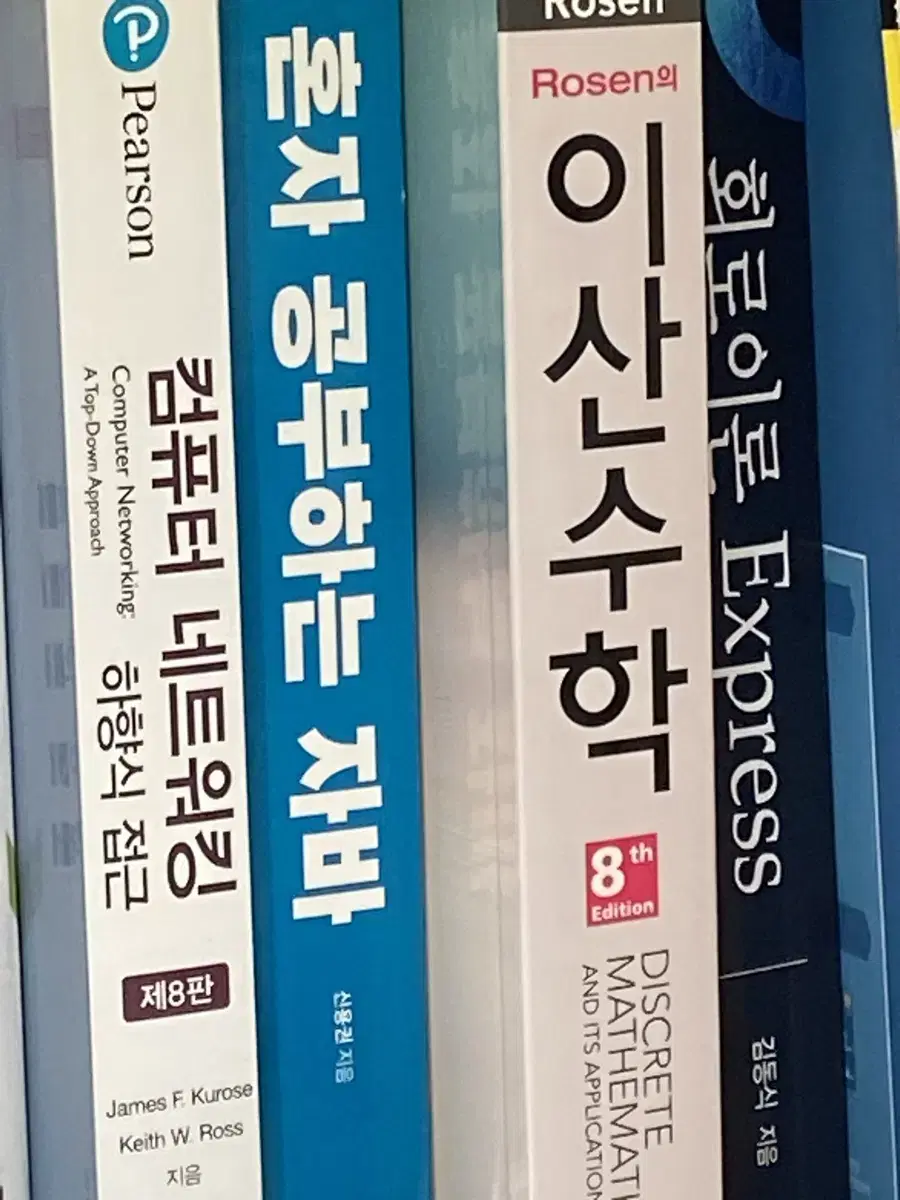 Pearson
컴퓨터 네트워킹
하향식 접근
Computer Networking:
A Top-Down Approach
제8판
James F. Kurose
Keith W. Ross
지음
혼자 공부하는 자바
신용권 지음
Rosen
Rosen의
이산수학
8th
Edition
DISCRETE
MATHEMATI
AND ITS APPLICATION
회로이론 Express
김동식 지음